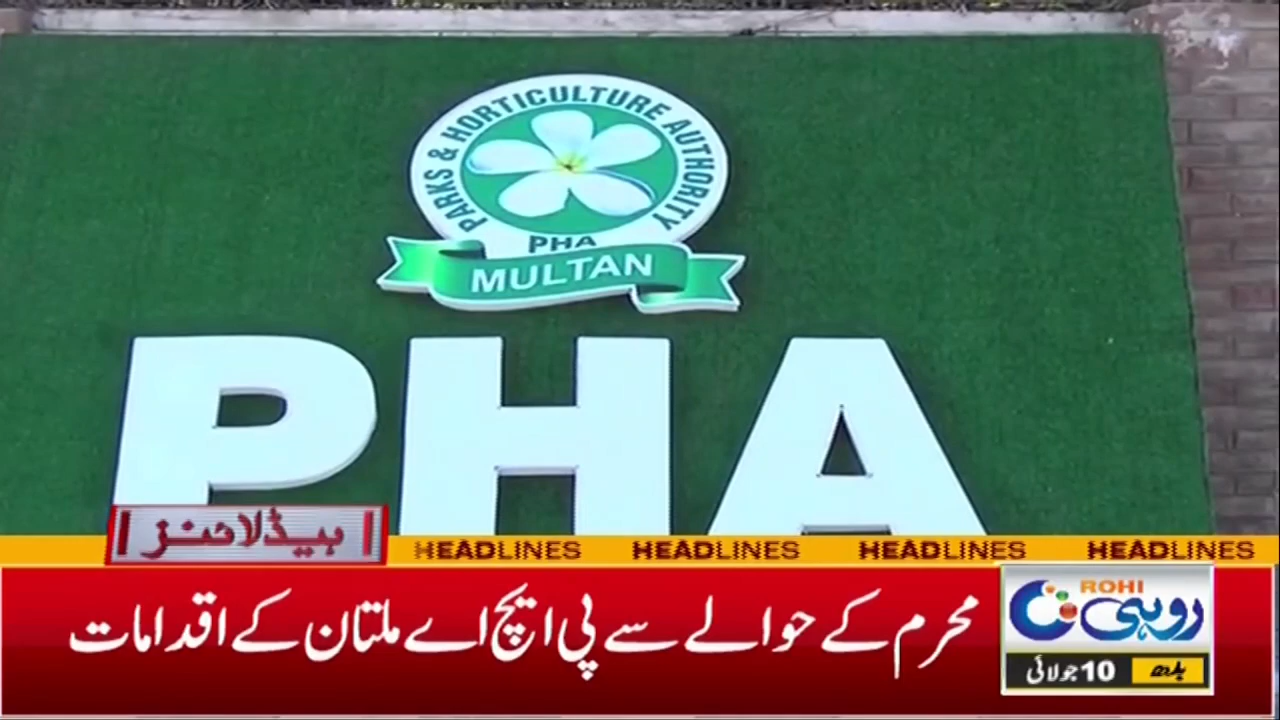 PARKS & HORTICULTURE AUTHORITY
PHA
MULTAN
PHA
ہیڈلائنز
HEADLINES HEADLINES HEADLINES HEADLINES
محرم کے حوالے سے پی ایچ اے ملتان کے اقدامات
ROHI
روہی
بدھ 10 جولائی